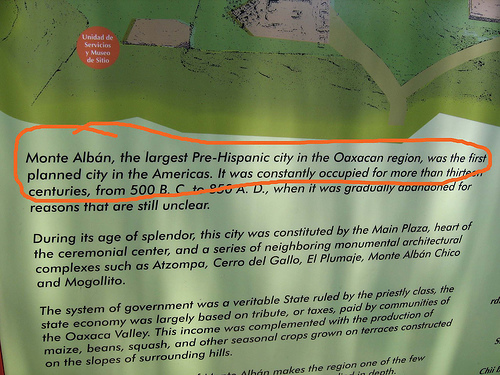 Unidad de
Servicios
y Museo
de Sitio
Monte Albán, the largest Pre-Hispanic city in the Oaxacan region, was the first
planned city in the Americas. It was constantly occupied for more than thirteen
centuries, from 500 B. C. to 850 A. D., when it was gradually abandoned for
reasons that are still unclear.
During its age of splendor, this city was constituted by the Main Plaza, heart of
the ceremonial center, and a series of neighboring monumental architectural
complexes such as Atzompa, Cerro del Gallo, El Plumaje, Monte Albán Chico
and Mogollito.
The system of government was a veritable State ruled by the priestly class, the
state economy was largely based on tribute, or taxes, paid by communities of
the Oaxaca Valley. This income was complemented with the production of
maize, beans, squash, and other seasonal crops grown on terraces constructed
on the slopes of surrounding hills.
Monte Albán makes the region one of the few
in depth.